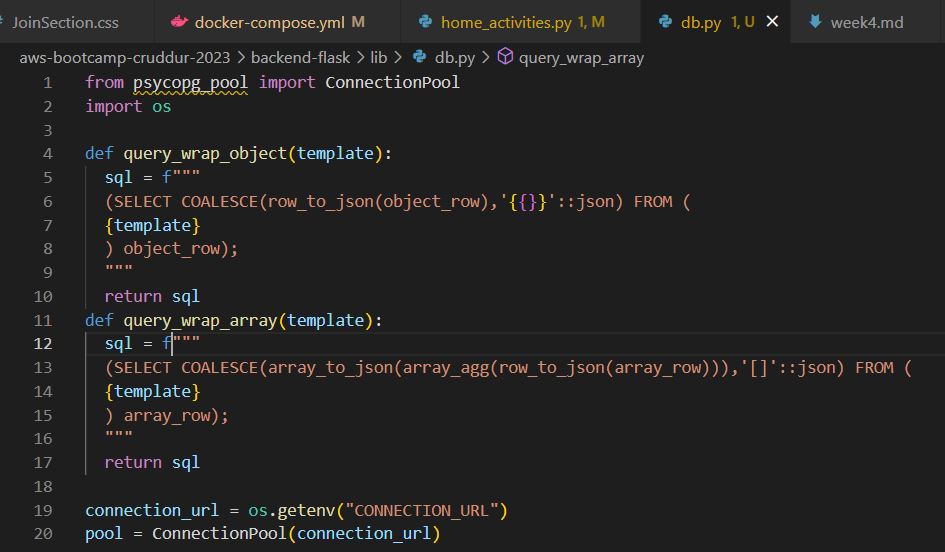 JoinSection.css docker-compose.yml M home_activities.py 1, M db.py 1, U week4.md
aws-bootcamp-cruddur-2023 > backend-flask > lib > db.py > query_wrap_array
1 from psycopg_pool import ConnectionPool
2 import os
3
4 def query_wrap_object(template):
5 sql = f"""
6 (SELECT COALESCE(row_to_json(object_row),'{{}}'::json) FROM (
7 {template}
8 ) object_row);
9 """
10 return sql
11 def query_wrap_array(template):
12 sql = f"""
13 (SELECT COALESCE(array_to_json(array_agg(row_to_json(array_row))),'[]'::json) FROM (
14 {template}
15 ) array_row);
16 """
17 return sql
18
19 connection_url = os.getenv("CONNECTION_URL")
20 pool = ConnectionPool(connection_url)